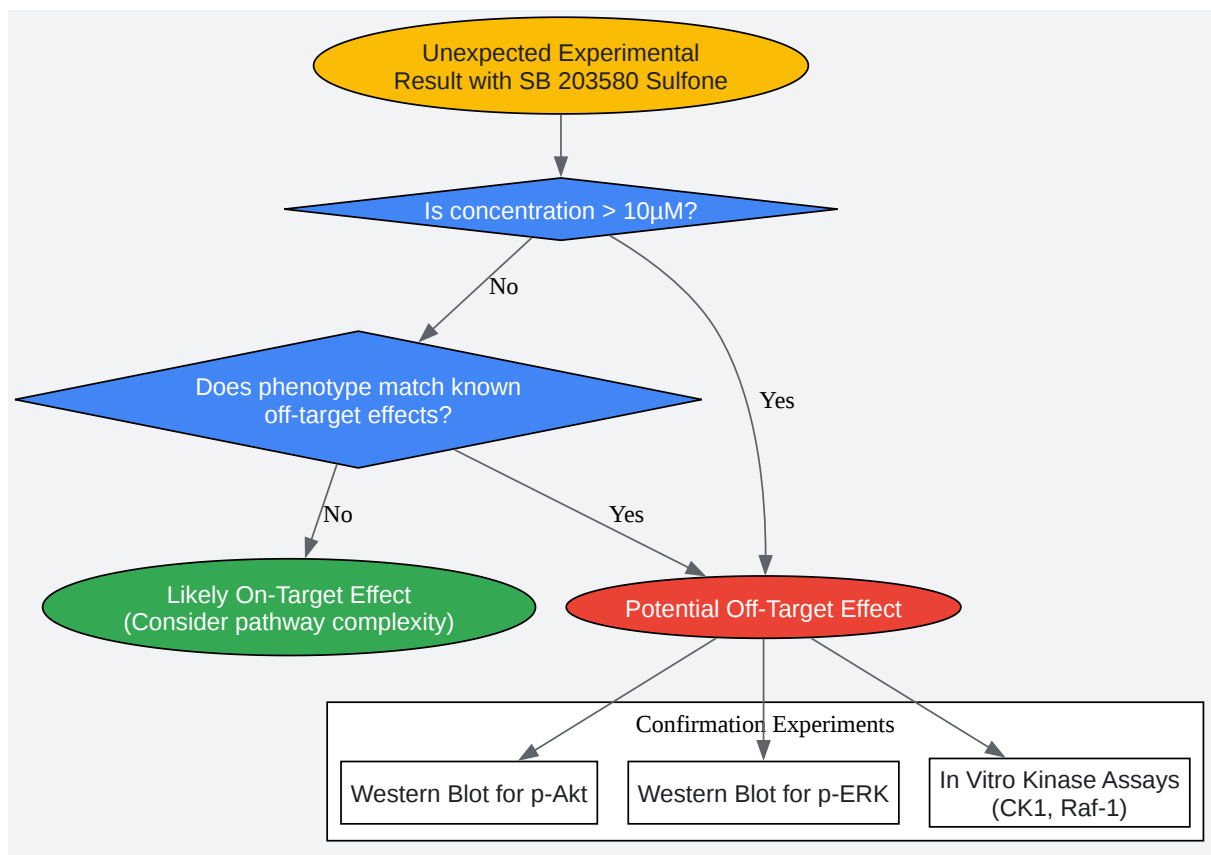 Unexpected Experimental
Result with SB 203580 Sulfone
Is concentration > 10µM?
No
Yes
Does phenotype match known
off-target effects?
No
Yes
Likely On-Target Effect
(Consider pathway complexity)
Potential Off-Target Effect
Confirmation Experiments
Western Blot for p-Akt
Western Blot for p-ERK
In Vitro Kinase Assays
(CK1, Raf-1)